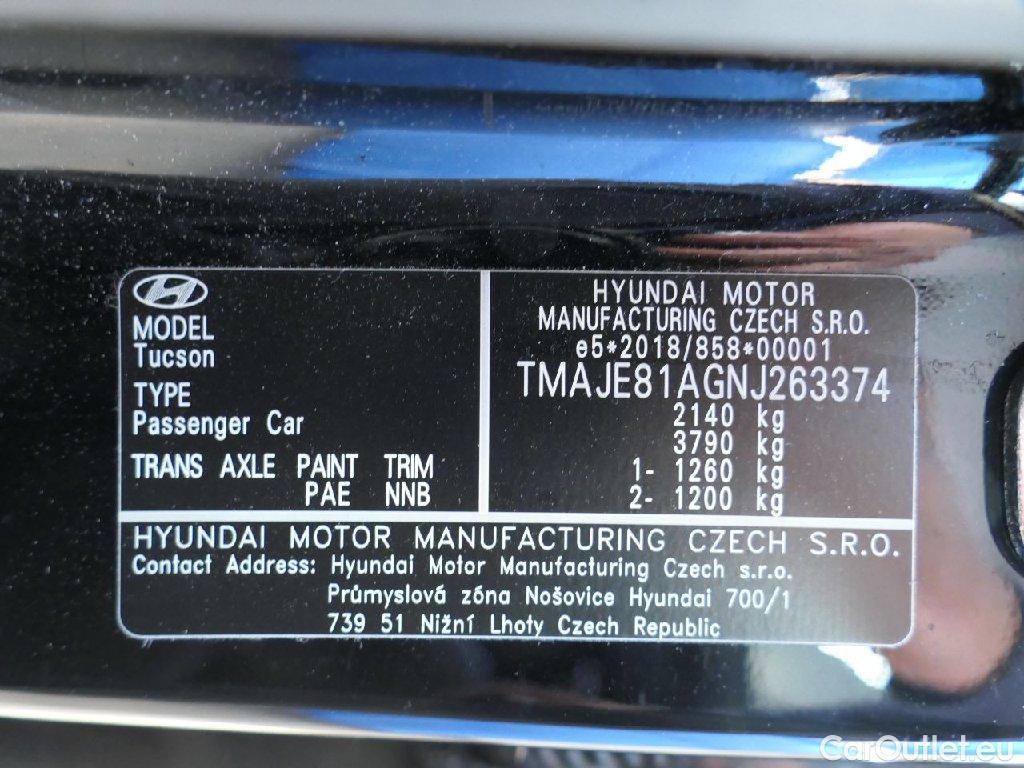 MODEL
Tucson
TYPE
Passenger Car
TRANS AXLE PAINT TRIM
PAE NNB
HYUNDAI MOTOR
MANUFACTURING CZECH S.R.O.
e5*2018/858*00001
TMAJE81AGNJ263374
2140 kg
3790 kg
1- 1260 kg
2- 1200 kg
HYUNDAI MOTOR MANUFACTURING CZECH S.R.O.
Contact Address: Hyundai Motor Manufacturing Czech s.r.o.
Průmyslová zóna Nošovice Hyundai 700/1
739 51 Nižní Lhoty Czech Republic
CarOutlet.eu